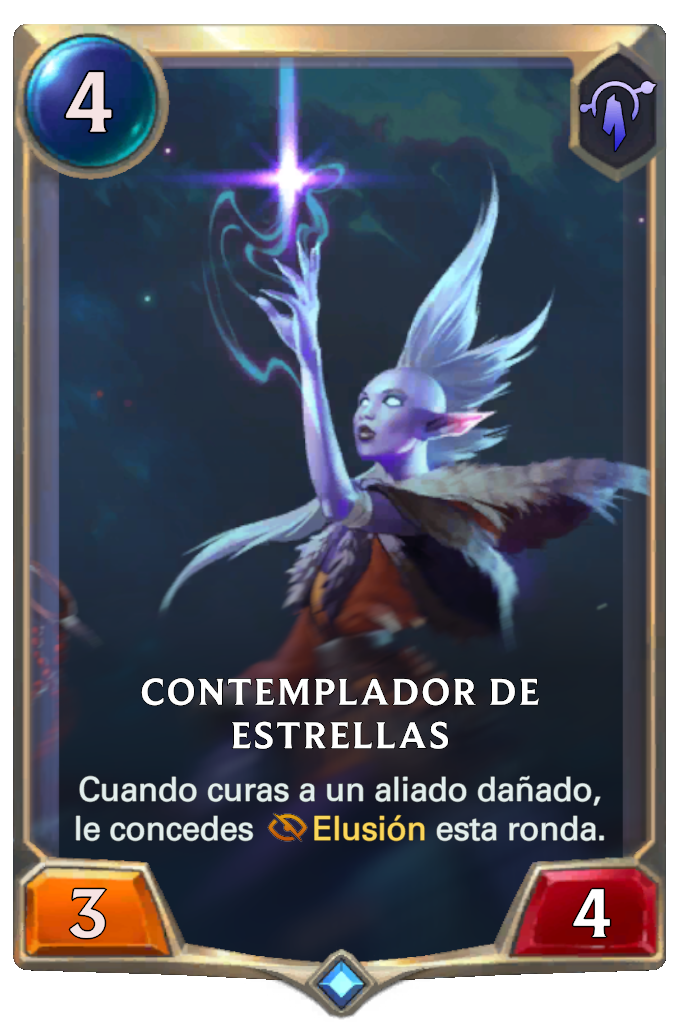 4
CONTEMPLADOR DE
ESTRELLAS
Cuando curas a un aliado dañado,
le concedes Elusión esta ronda.
3
4